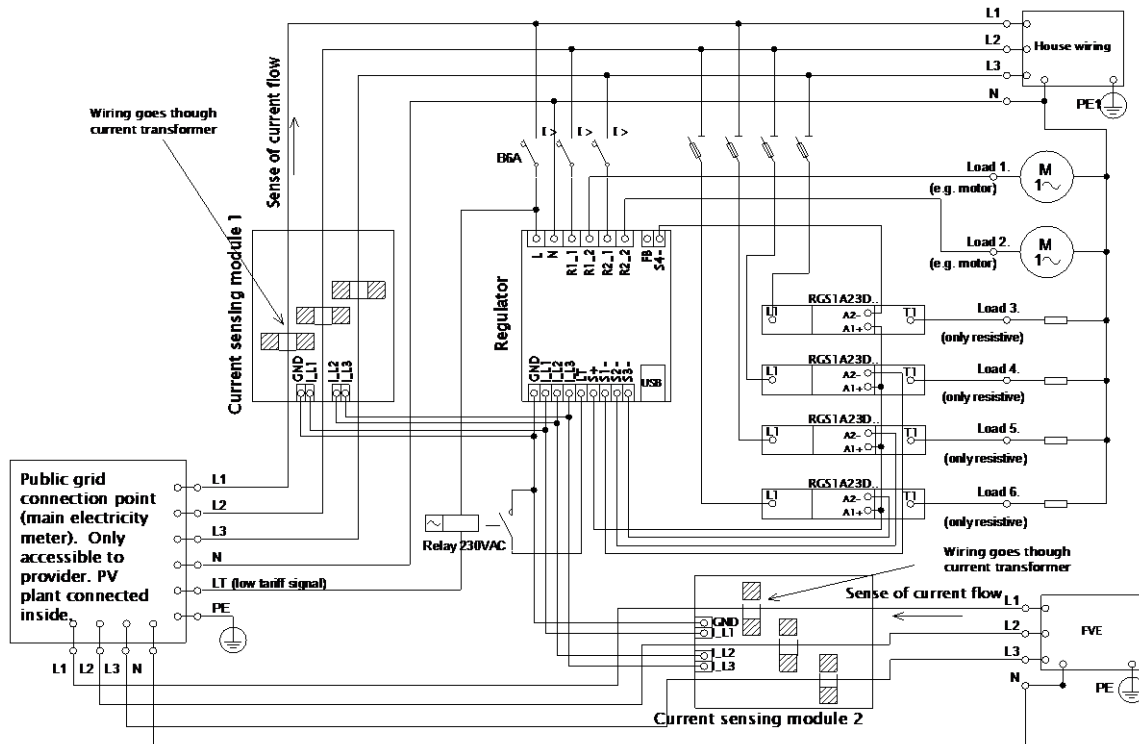 L1
L2
House wiring
L3
N
PE1
Wiring goes though
current transformer
Sense of current flow
Current sensing module 1
B6A
I >
I >
I >
Load 1.
(e.g. motor)
M
1
Load 2.
(e.g. motor)
M
1
L
N
R1_1
R1_2
R2_1
R2_2
FB
S4-
Regulator
GND
I_L1
I_L2
I_L3
LT
S+
S1-
S2-
S3-
USB
GND
I_L1
I_L2
I_L3
RGS1A23D..
L1
A2-
A1+
T1
Load 3.
(only resistive)
RGS1A23D..
L1
A2-
A1+
T1
Load 4.
(only resistive)
RGS1A23D..
L1
A2-
A1+
T1
Load 5.
(only resistive)
RGS1A23D..
L1
A2-
A1+
T1
Load 6.
(only resistive)
Public grid
connection point
(main electricity
meter). Only
accessible to
provider. PV
plant connected
inside.
L1
L2
L3
N
LT (low tariff signal)
PE
L1
L2
L3
N
Relay 230VAC
Wiring goes though
current transformer
Sense of current flow
GND
I_L1
I_L2
I_L3
Current sensing module 2
L1
L2
L3
N
FVE
PE